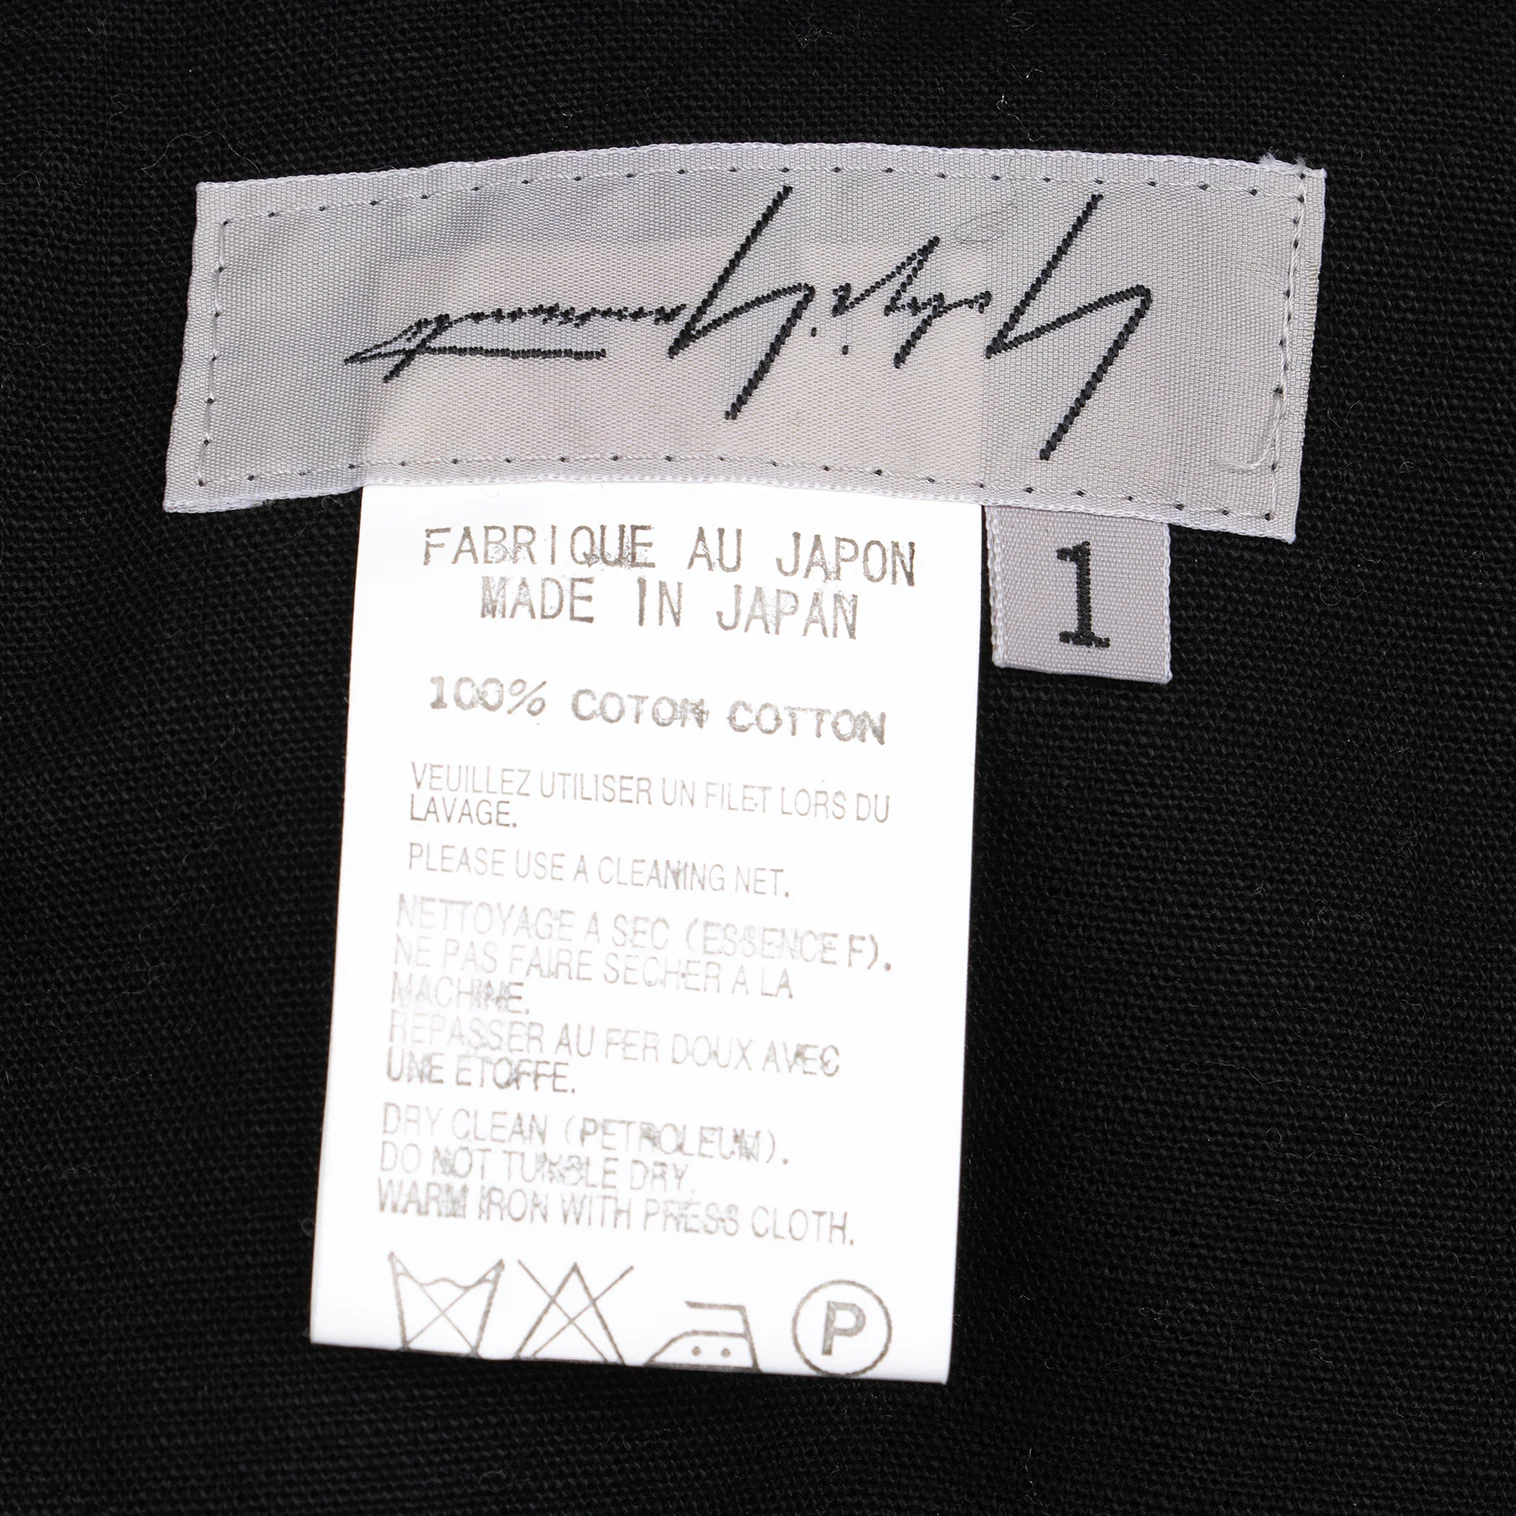 Yohji Yamamoto
1
FABRIQUE AU JAPON
MADE IN JAPAN
100% COTON COTTON
VEUILLEZ UTILISER UN FILET LORS DU
LAVAGE.
PLEASE USE A CLEANING NET.
NETTOYAGE A SEC (ESSENCE F).
NE PAS FAIRE SECHER A LA
MACHINE.
REPASSER AU FER DOUX AVEC
UNE ETOFFE.
DRY CLEAN (PETROLEUM).
DO NOT TUMBLE DRY.
WARM IRON WITH PRESS CLOTH.
P